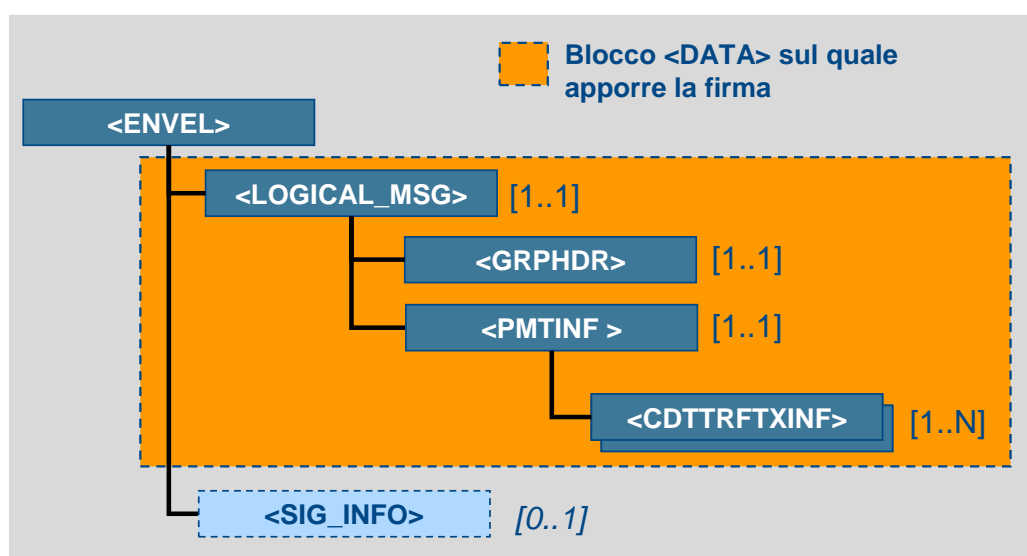 Blocco <DATA> sul quale
apporre la firma
<ENVEL>
<LOGICAL_MSG> [1..1]
<GRPHDR> [1..1]
<PMTINF > [1..1]
<CDTTRFTXINF> [1..N]
<SIG_INFO> [0..1]